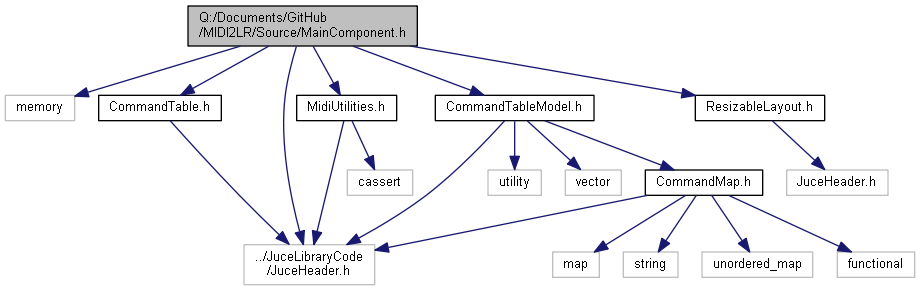 Q:/Documents/GitHub
/MIDI2LR/Source/MainComponent.h
memory
CommandTable.h
MidiUtilities.h
CommandTableModel.h
ResizableLayout.h
cassert
utility
vector
CommandMap.h
JuceHeader.h
../JuceLibraryCode
/JuceHeader.h
map
string
unordered_map
functional